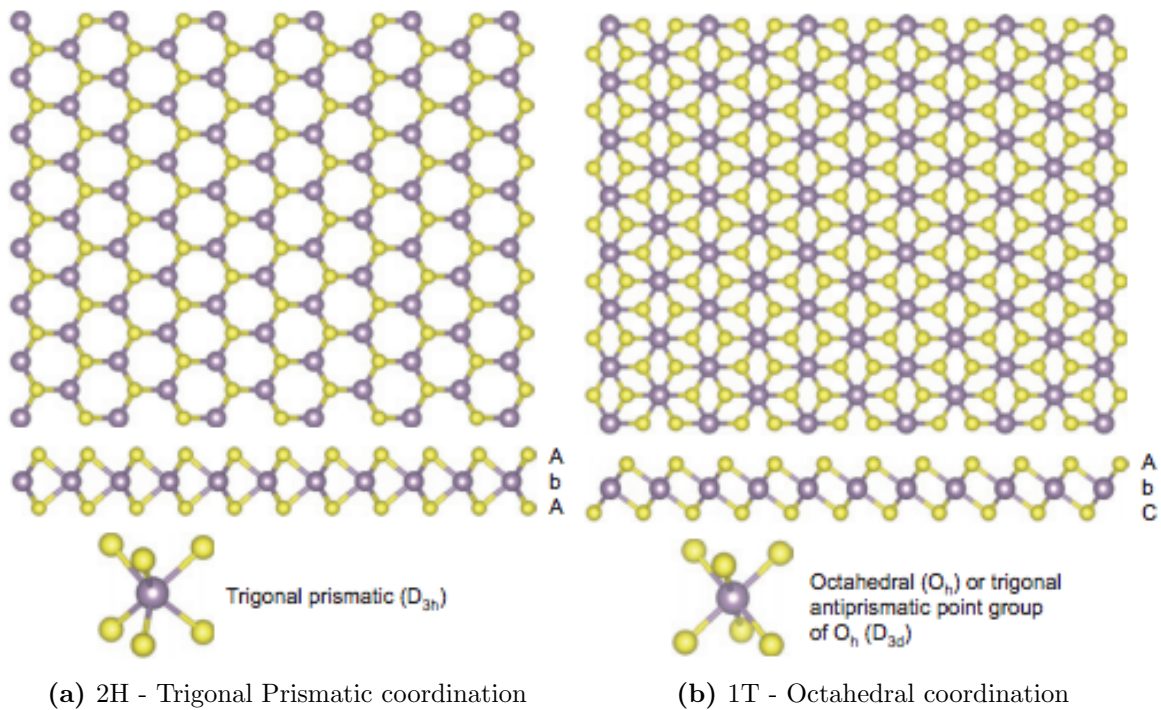 A
b
A
A
b
C
Trigonal prismatic (D3h)
Octahedral (Oh) or trigonal
antiprismatic point group
of Oh (D3d)
(a) 2H - Trigonal Prismatic coordination
(b) 1T - Octahedral coordination